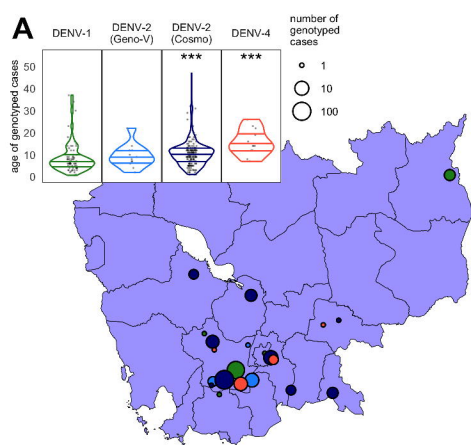 A
DENV-1
DENV-2
(Geno-V)
DENV-2
(Cosmo)
DENV-4
number of
genotyped
cases
1
10
100
***
***
age of genotyped cases
50
40
30
20
10
0